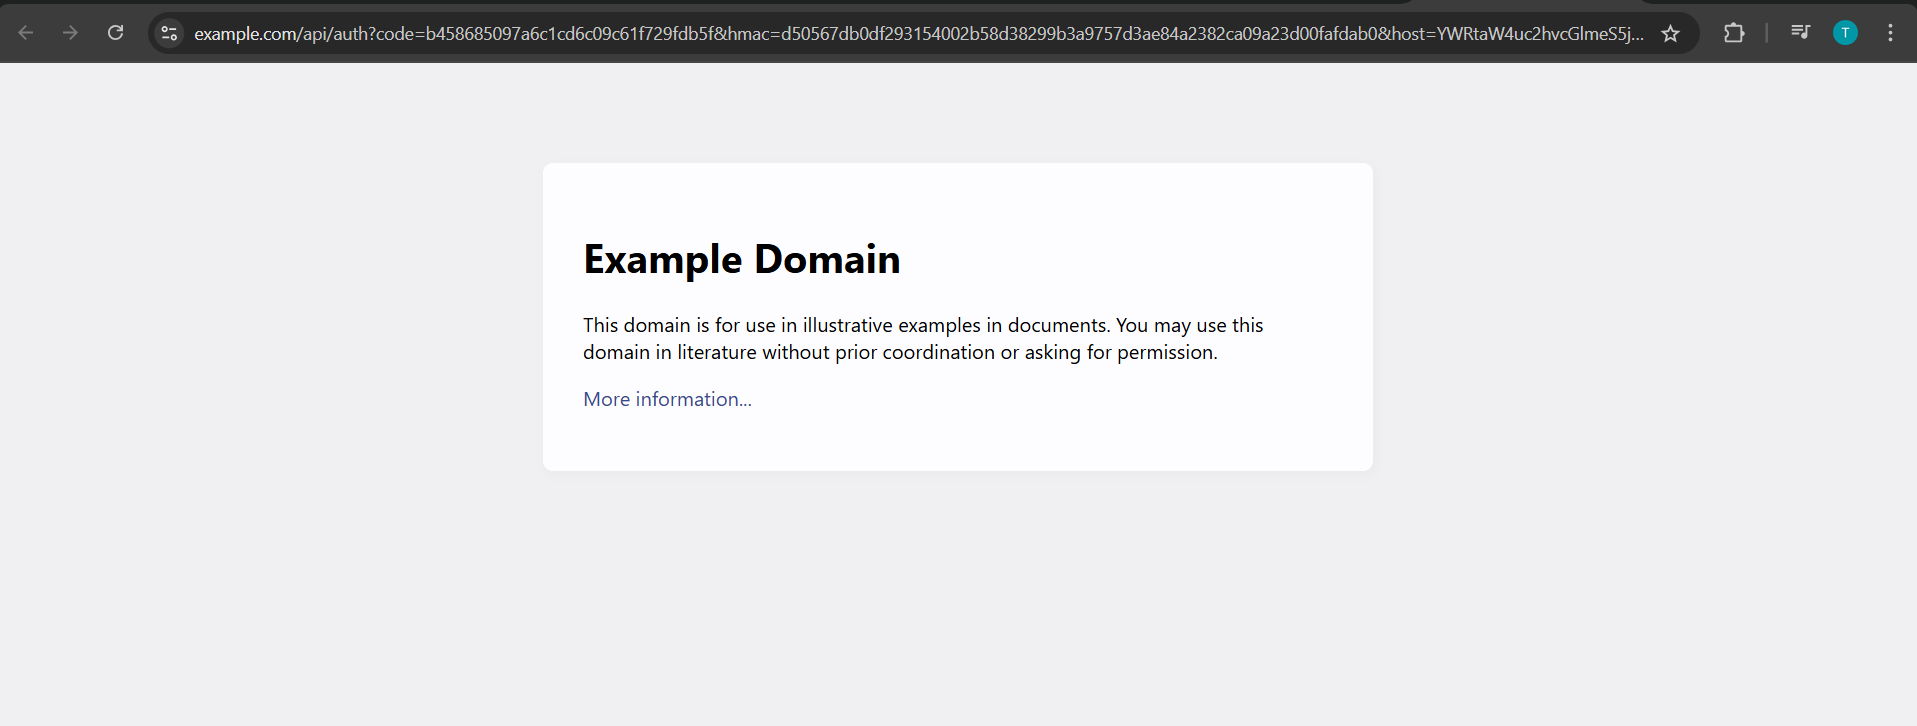 example.com/api/auth?code=b458685097a6c1cd6c09c61f729fdb5f&hmac=d50567db0df293154002b58d38299b3a9757d3ae84a2382ca09a23d00fafdab0&host=YWRtaW4uc2hvcGlmeS5j...
T
Example Domain
This domain is for use in illustrative examples in documents. You may use this
domain in literature without prior coordination or asking for permission.
More information...